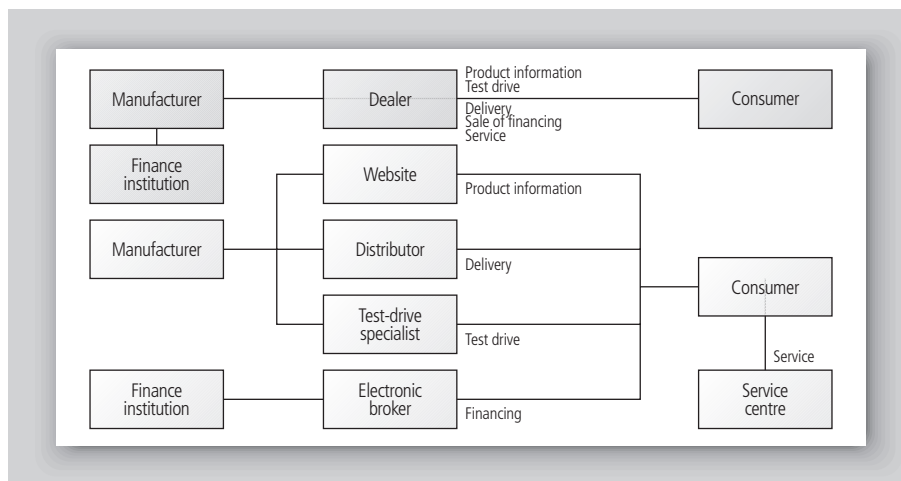 Manufacturer
Dealer
Product information
Test drive
Delivery
Sale of financing
Service
Consumer
Finance
institution
Website
Product information
Manufacturer
Distributor
Delivery
Consumer
Test-drive
specialist
Test drive
Service
Finance
institution
Electronic
broker
Financing
Service
centre